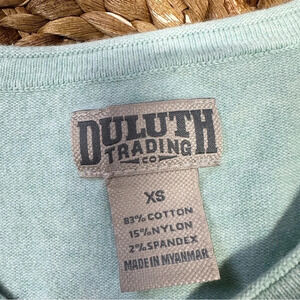 DULUTH
TRADING
CO
XS
83% COTTON
15% NYLON
2% SPANDEX
MADE IN MYANMAR